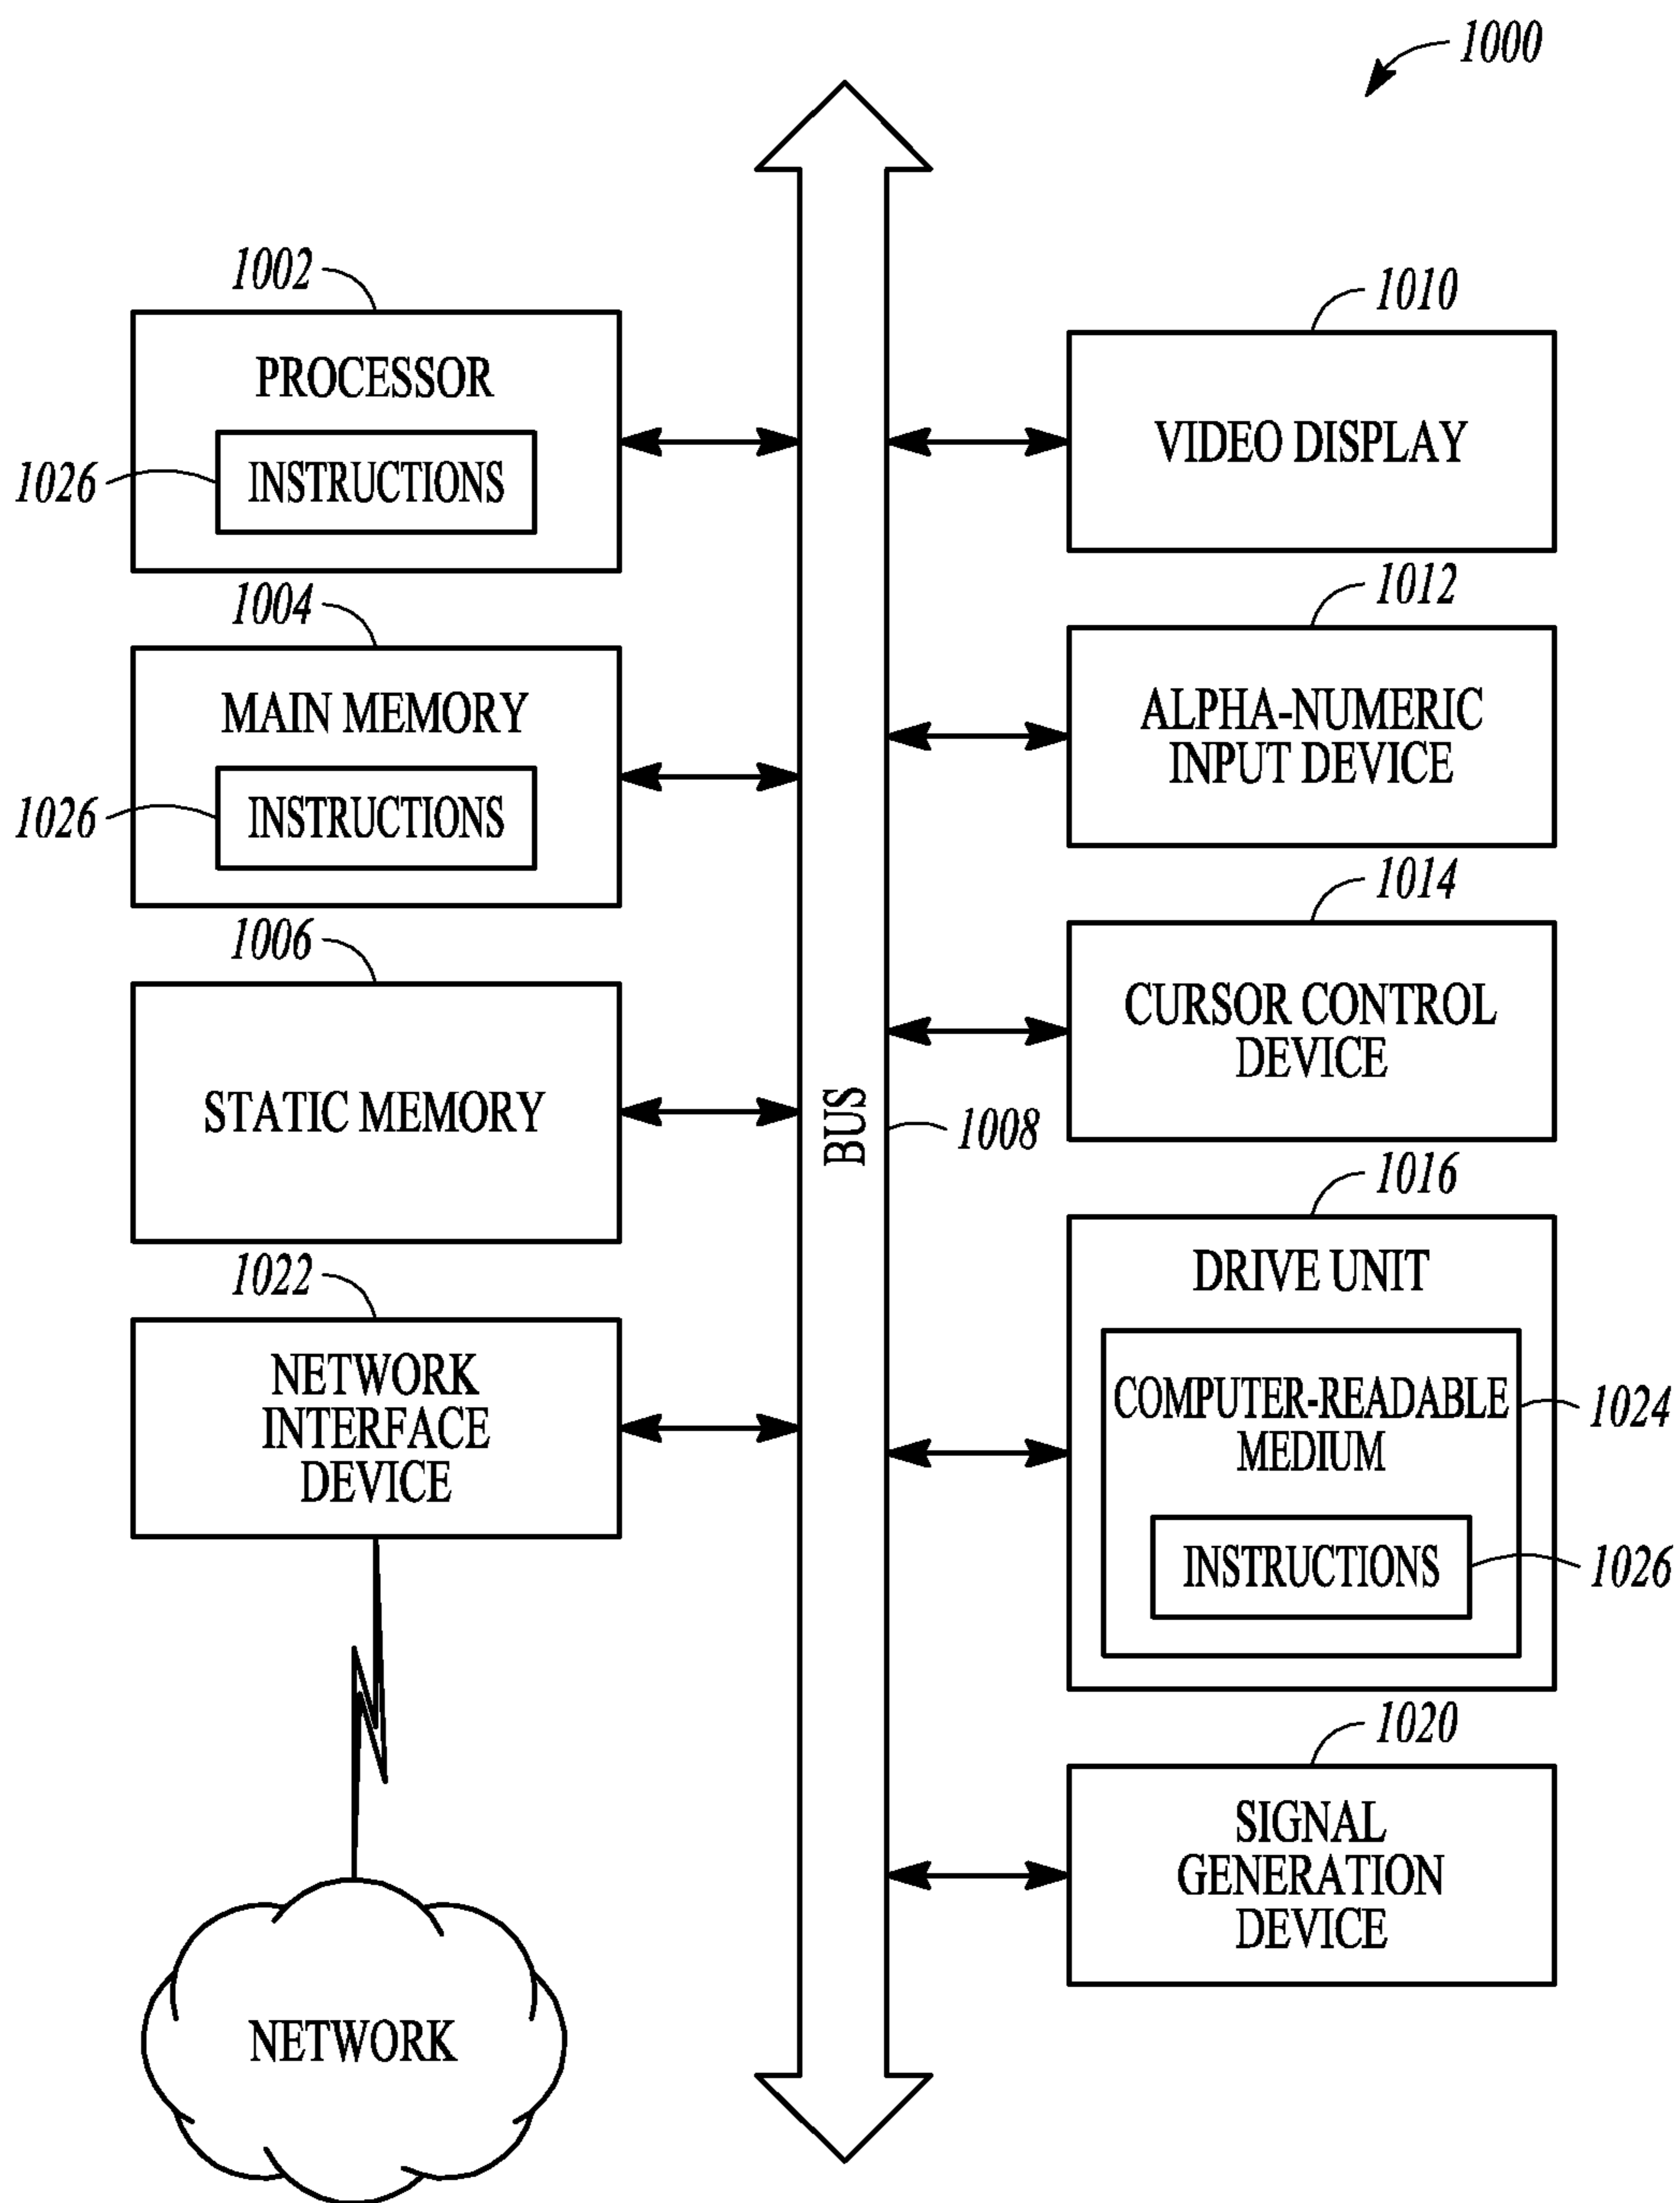 1000
1002
PROCESSOR
1026
INSTRUCTIONS
1004
MAIN MEMORY
1026
INSTRUCTIONS
1006
STATIC MEMORY
1022
NETWORK
INTERFACE
DEVICE
NETWORK
BUS
1008
1010
VIDEO DISPLAY
1012
ALPHA-NUMERIC
INPUT DEVICE
1014
CURSOR CONTROL
DEVICE
1016
DRIVE UNIT
COMPUTER-READABLE
MEDIUM
1024
INSTRUCTIONS
1026
1020
SIGNAL
GENERATION
DEVICE